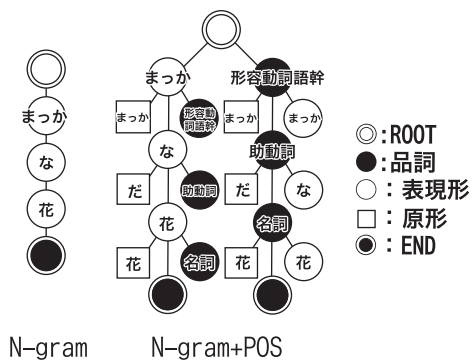 まっか
な
花
まっか
形容動詞語幹
まっか
形容動
詞語幹
まっか
まっか
な
助動詞
だ
助動詞
だ
な
花
名詞
花
名詞
花
花
◎:ROOT
●:品詞
○:表現形
□:原形
◉:END
N-gram
N-gram+POS